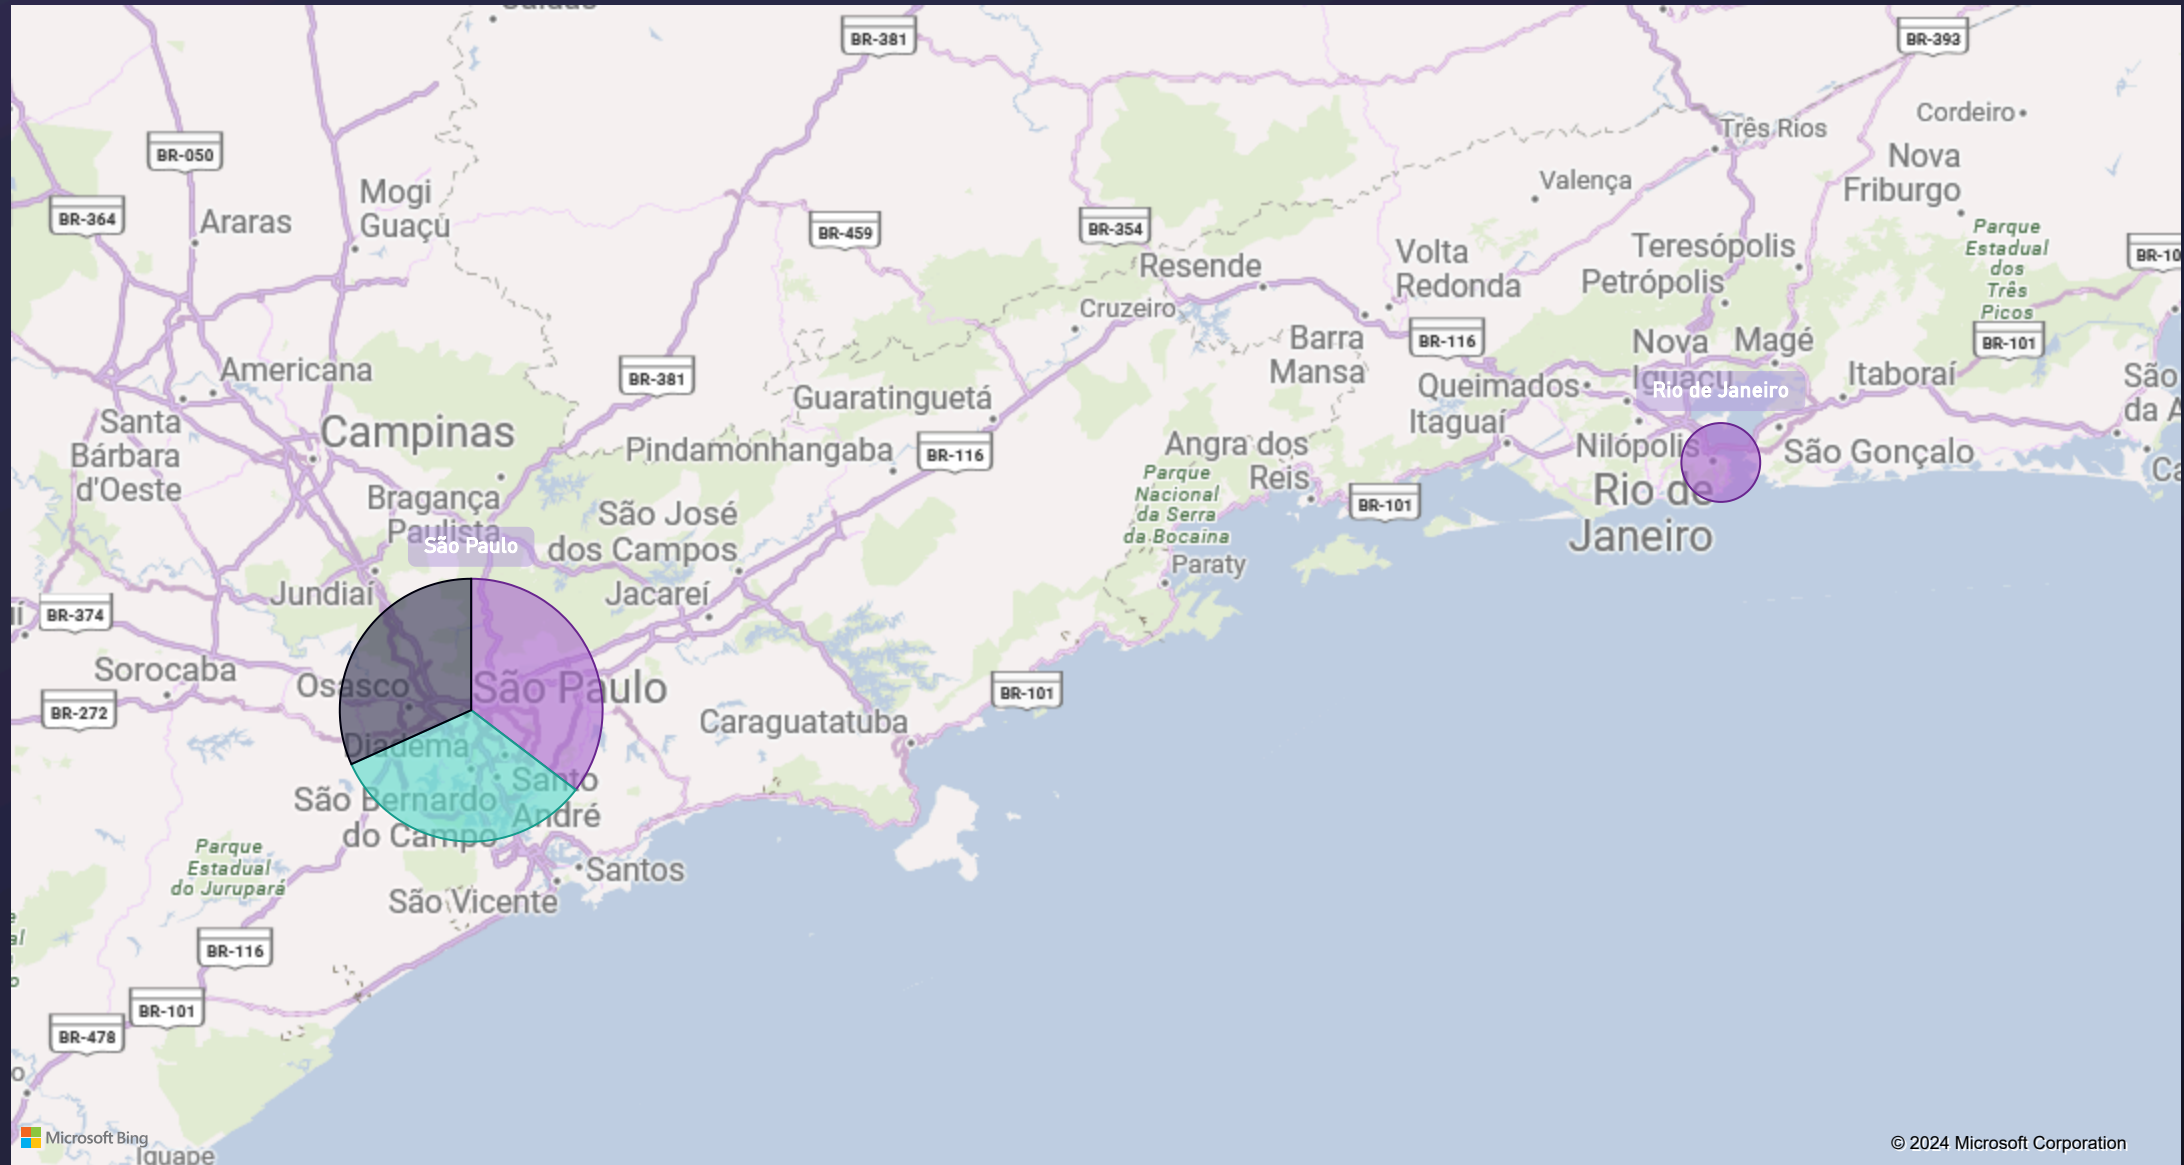 BR-381
BR-393
Cordeiro
Três Rios
BR-050
Nova
Friburgo
Valença
Mogi
Guaçu
BR-364
Araras
BR-459
BR-354
Parque
Estadual
dos
Três
Picos
Teresópolis
Volta
Redonda
BR-10
Resende
Petrópolis
Cruzeiro
Barra
Mansa
BR-116
Nova
Iguaçu
Magé
BR-101
Americana
BR-381
Queimados
Rio de Janeiro
Itaboraí
São
da A
Guaratinguetá
Itaguaí
Santa
Bárbara
d'Oeste
Campinas
Pindamonhangaba
BR-116
Angra dos
Reis
Nilópolis
São Gonçalo
Rio de
Janeiro
Parque
Nacional
da Serra
da Bocaina
BR-101
Bragança
Paulista
São Paulo
São José
dos Campos
Paraty
Jundiaí
Jacareí
BR-374
Sorocaba
Osasco
São Paulo
BR-101
BR-272
Caraguatatuba
Diadema
Santo
André
São Bernardo
do Campo
Parque
Estadual
do Jurupará
Santos
São Vicente
BR-116
BR-101
BR-478
Microsoft Bing
Iguape
© 2024 Microsoft Corporation